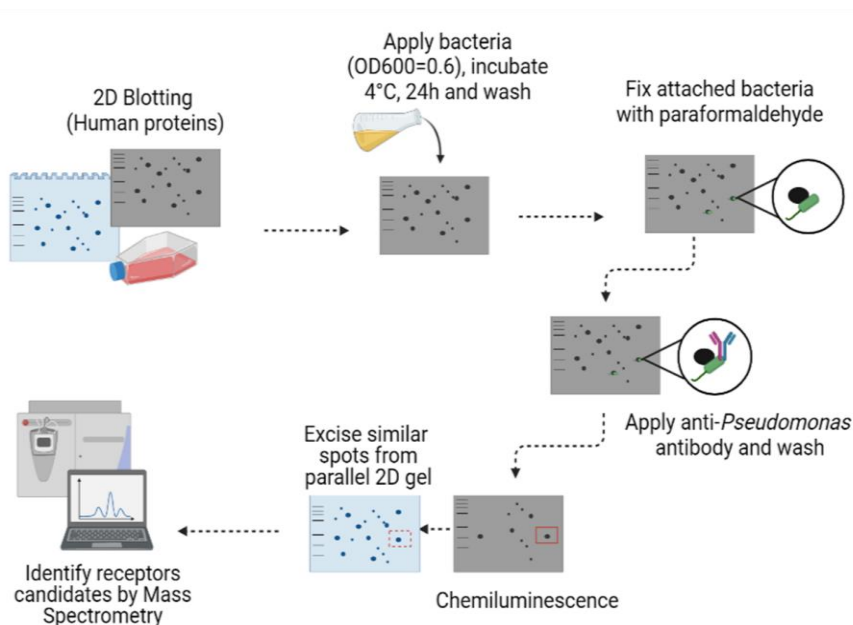 2D Blotting
(Human proteins)
Apply bacteria
(OD600=0.6), incubate
4°C, 24h and wash
Fix attached bacteria
with paraformaldehyde
Apply anti-Pseudomonas
antibody and wash
Chemiluminescence
Excise similar
spots from
parallel 2D gel
Identify receptors
candidates by Mass
Spectrometry